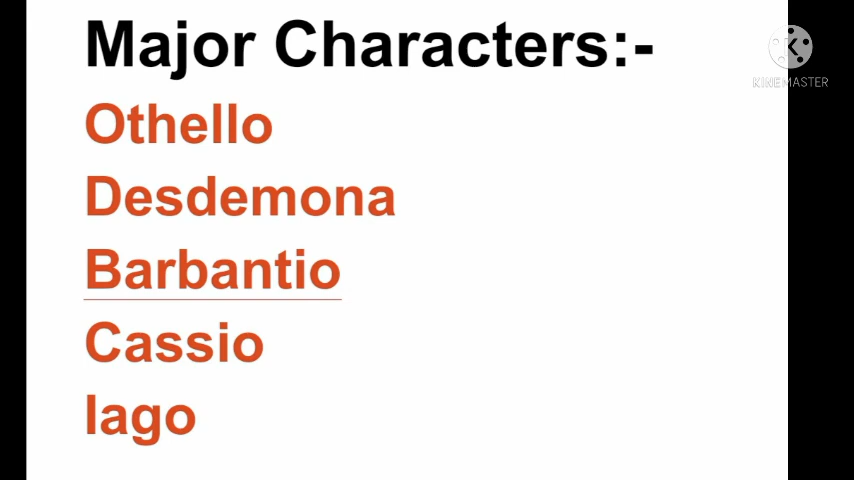 Major Characters:-
KINEMASTER
Othello
Desdemona
Barbantio
Cassio
Iago